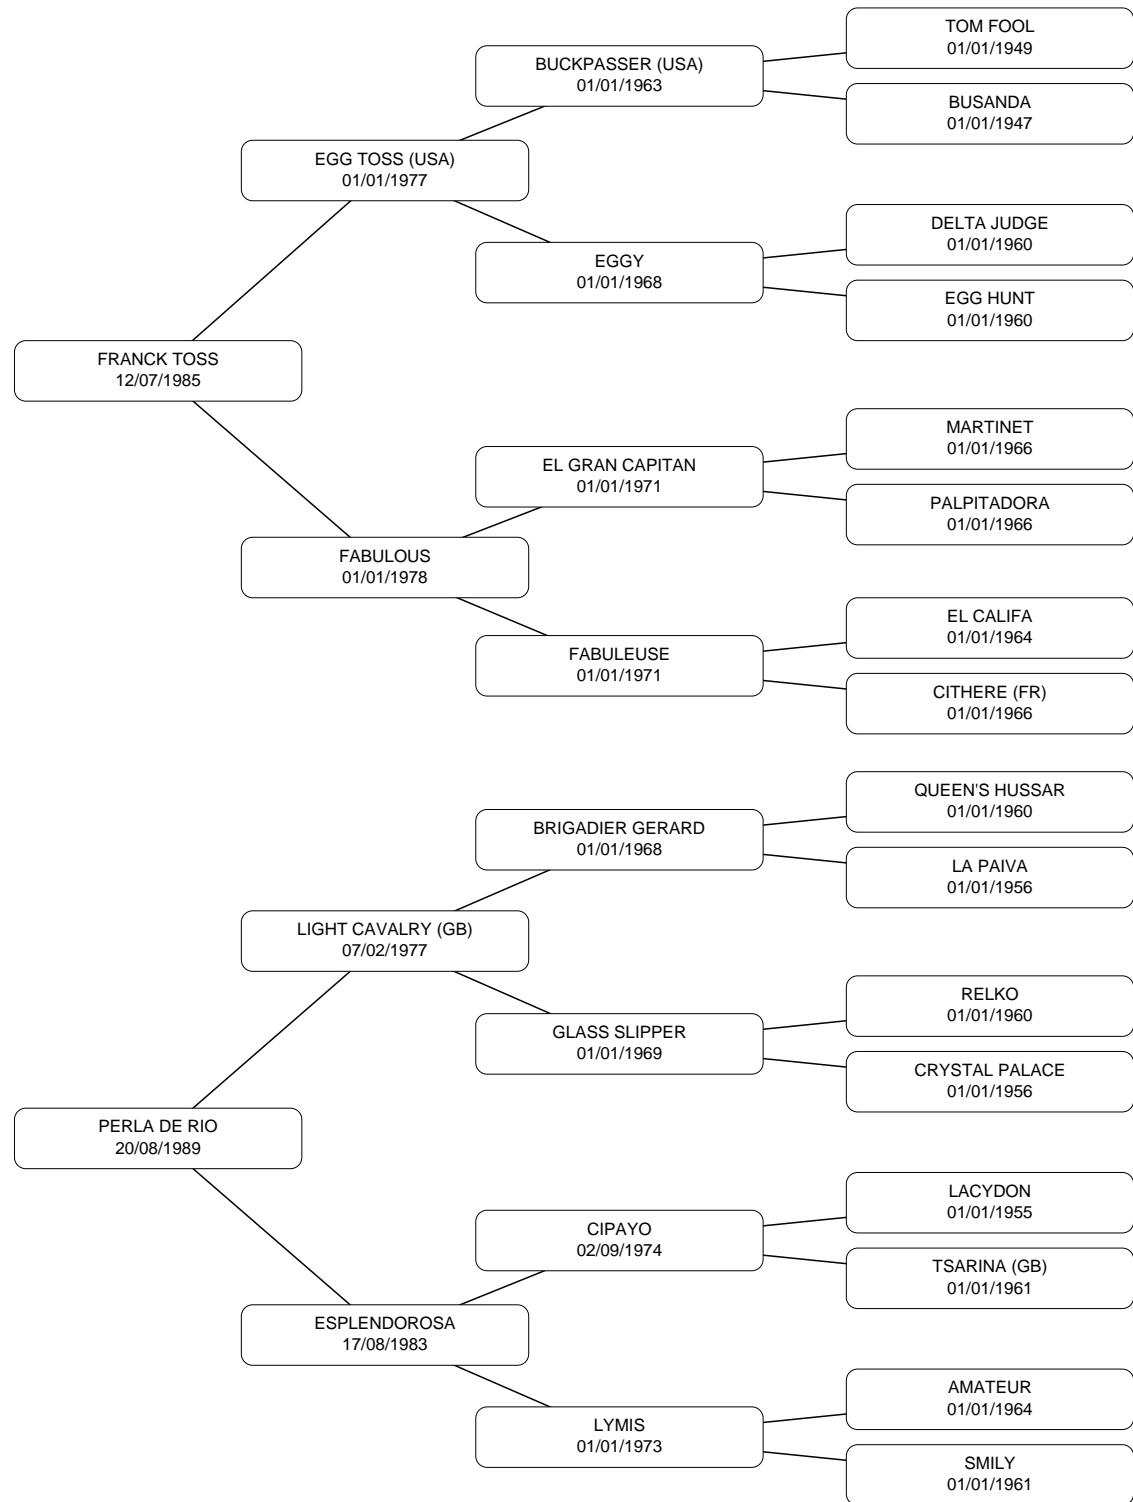 TOM FOOL
01/01/1949
BUCKPASSER (USA)
01/01/1963
BUSANDA
01/01/1947
EGG TOSS (USA)
01/01/1977
DELTA JUDGE
01/01/1960
EGGY
01/01/1968
EGG HUNT
01/01/1960
FRANCK TOSS
12/07/1985
MARTINET
01/01/1966
EL GRAN CAPITAN
01/01/1971
PALPITADORA
01/01/1966
FABULOUS
01/01/1978
EL CALIFA
01/01/1964
FABULEUSE
01/01/1971
CITHERE (FR)
01/01/1966
QUEEN'S HUSSAR
01/01/1960
BRIGADIER GERARD
01/01/1968
LA PAIVA
01/01/1956
LIGHT CAVALRY (GB)
07/02/1977
RELKO
01/01/1960
GLASS SLIPPER
01/01/1969
CRYSTAL PALACE
01/01/1956
PERLA DE RIO
20/08/1989
LACYDON
01/01/1955
CIPAYO
02/09/1974
TSARINA (GB)
01/01/1961
ESPLENDOROSA
17/08/1983
AMATEUR
01/01/1964
LYMIS
01/01/1973
SMILY
01/01/1961